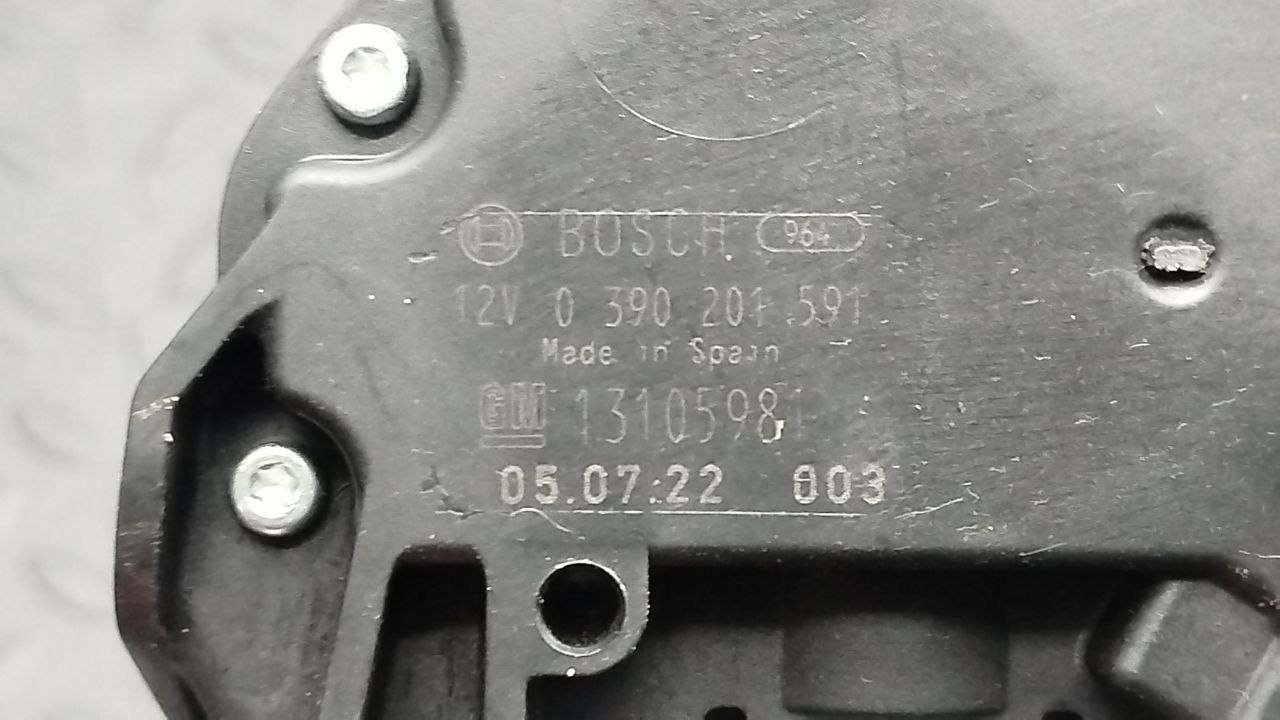 BOSCH 964
12V 0 390 201 591
Made in Spain
GM 13105981
05.07.22 003